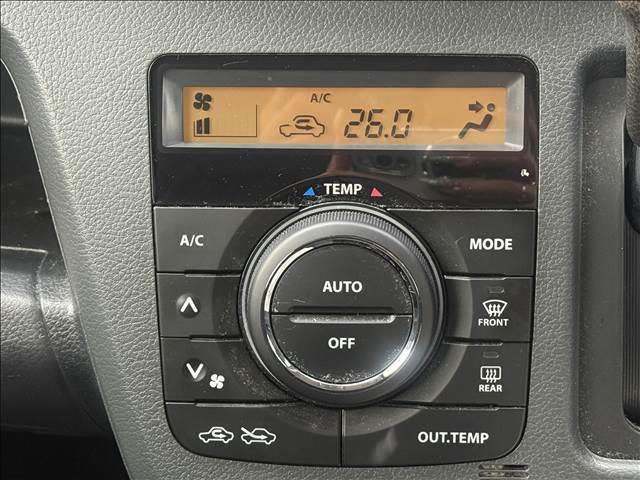 A/C
26.0
TEMP
A/C
MODE
AUTO
OFF
FRONT
REAR
OUT.TEMP